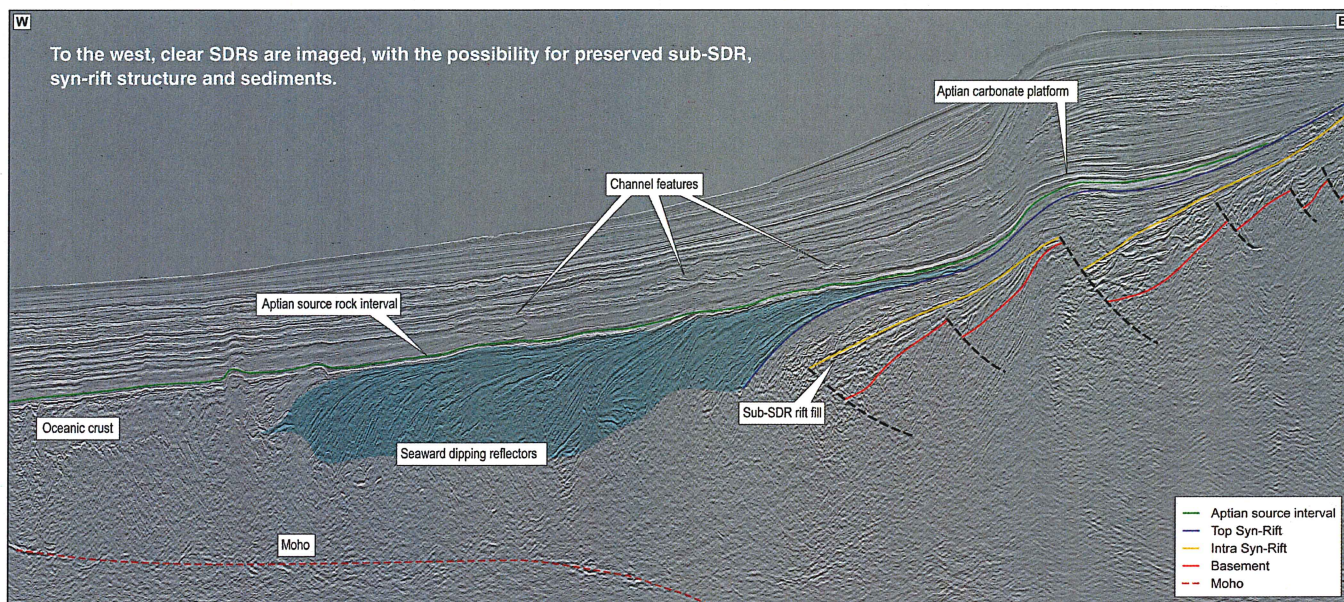 W
E
To the west, clear SDRs are imaged, with the possibility for preserved sub-SDR,
syn-rift structure and sediments.
Aptian carbonate platform
Channel features
Aptian source rock interval
Sub-SDR rift fill
Oceanic crust
Seaward dipping reflectors
Moho
Aptian source interval
Top Syn-Rift
Intra Syn-Rift
Basement
Moho